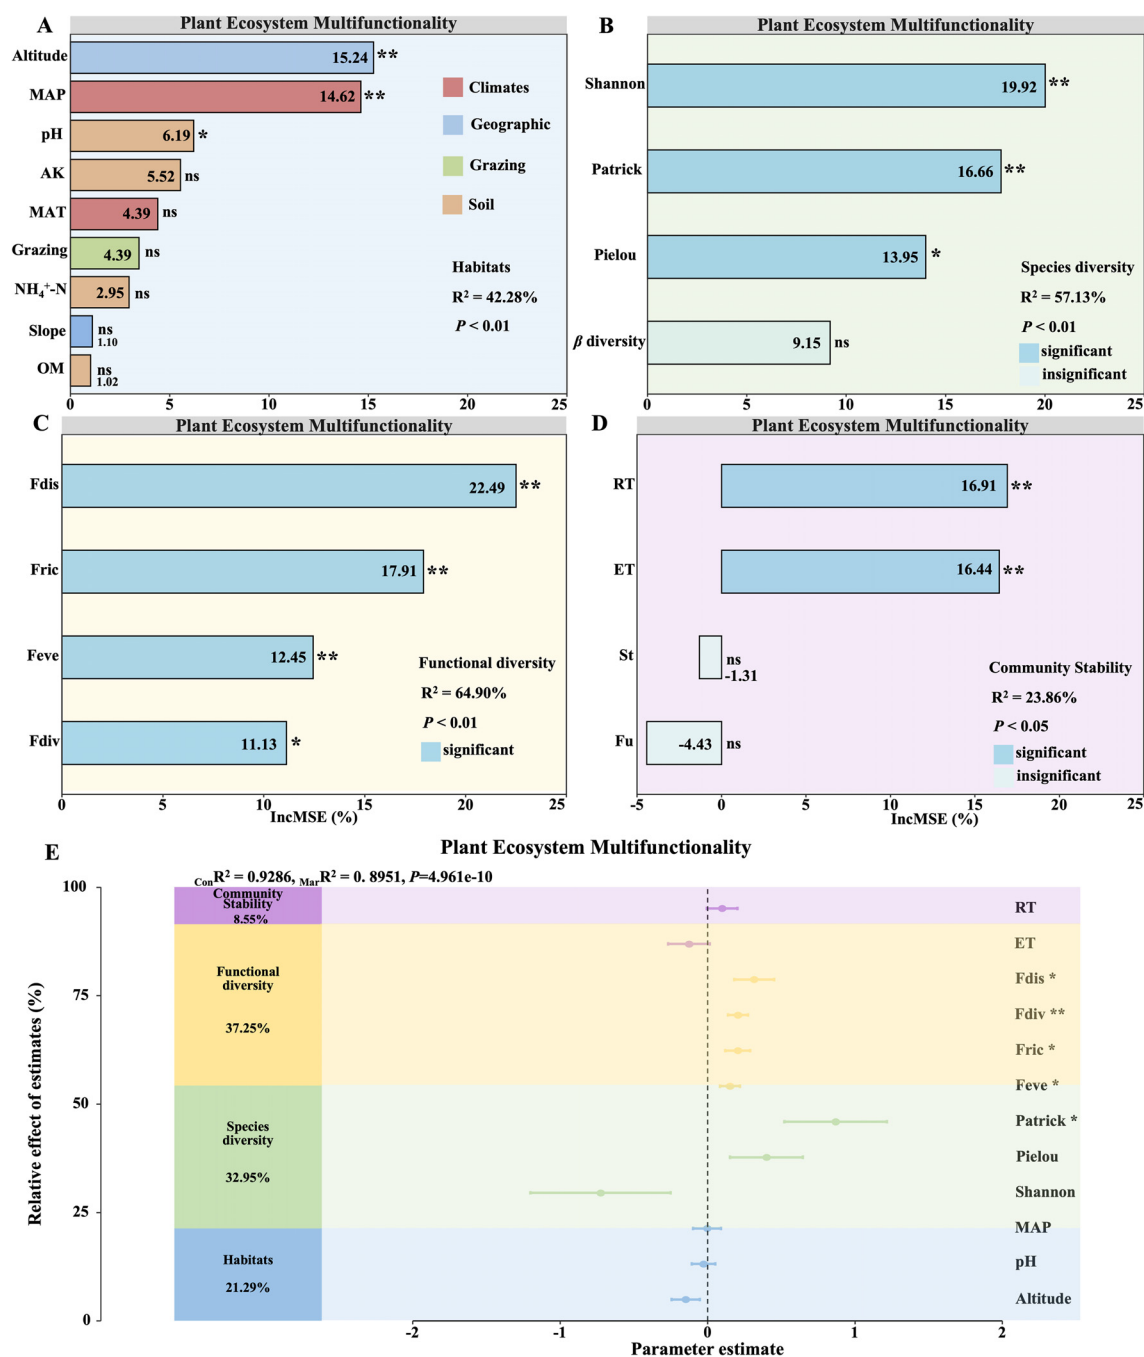 A
Plant Ecosystem Multifunctionality
Altitude
15.24
**
MAP
14.62
**
pH
6.19
*
AK
5.52
ns
MAT
4.39
ns
Grazing
4.39
ns
NH₄⁺-N
2.95
ns
Slope
ns
1.10
OM
ns
1.02
Climates
Geographic
Grazing
Soil
Habitats
R² = 42.28%
P < 0.01
0 5 10 15 20 25
B
Plant Ecosystem Multifunctionality
Shannon
19.92
**
Patrick
16.66
**
Pielou
13.95
*
β diversity
9.15
ns
Species diversity
R² = 57.13%
P < 0.01
significant
insignificant
0 5 10 15 20 25
C
Plant Ecosystem Multifunctionality
Fdis
22.49
**
Fric
17.91
**
Feve
12.45
**
Fdiv
11.13
*
Functional diversity
R² = 64.90%
P < 0.01
significant
0 5 10 15 20 25
IncMSE (%)
D
Plant Ecosystem Multifunctionality
RT
16.91
**
ET
16.44
**
St
ns
-1.31
Fu
-4.43
ns
Community Stability
R² = 23.86%
P < 0.05
significant
insignificant
-5 0 5 10 15 20 25
IncMSE (%)
E
Plant Ecosystem Multifunctionality
ConR² = 0.9286, MarR² = 0. 8951, P=4.961e-10
Relative effect of estimates (%)
100
75
50
25
0
Community
Stability
8.55%
Functional
diversity
37.25%
Species
diversity
32.95%
Habitats
21.29%
RT
ET
Fdis *
Fdiv **
Fric *
Feve *
Patrick *
Pielou
Shannon
MAP
pH
Altitude
-2 -1 0 1 2
Parameter estimate